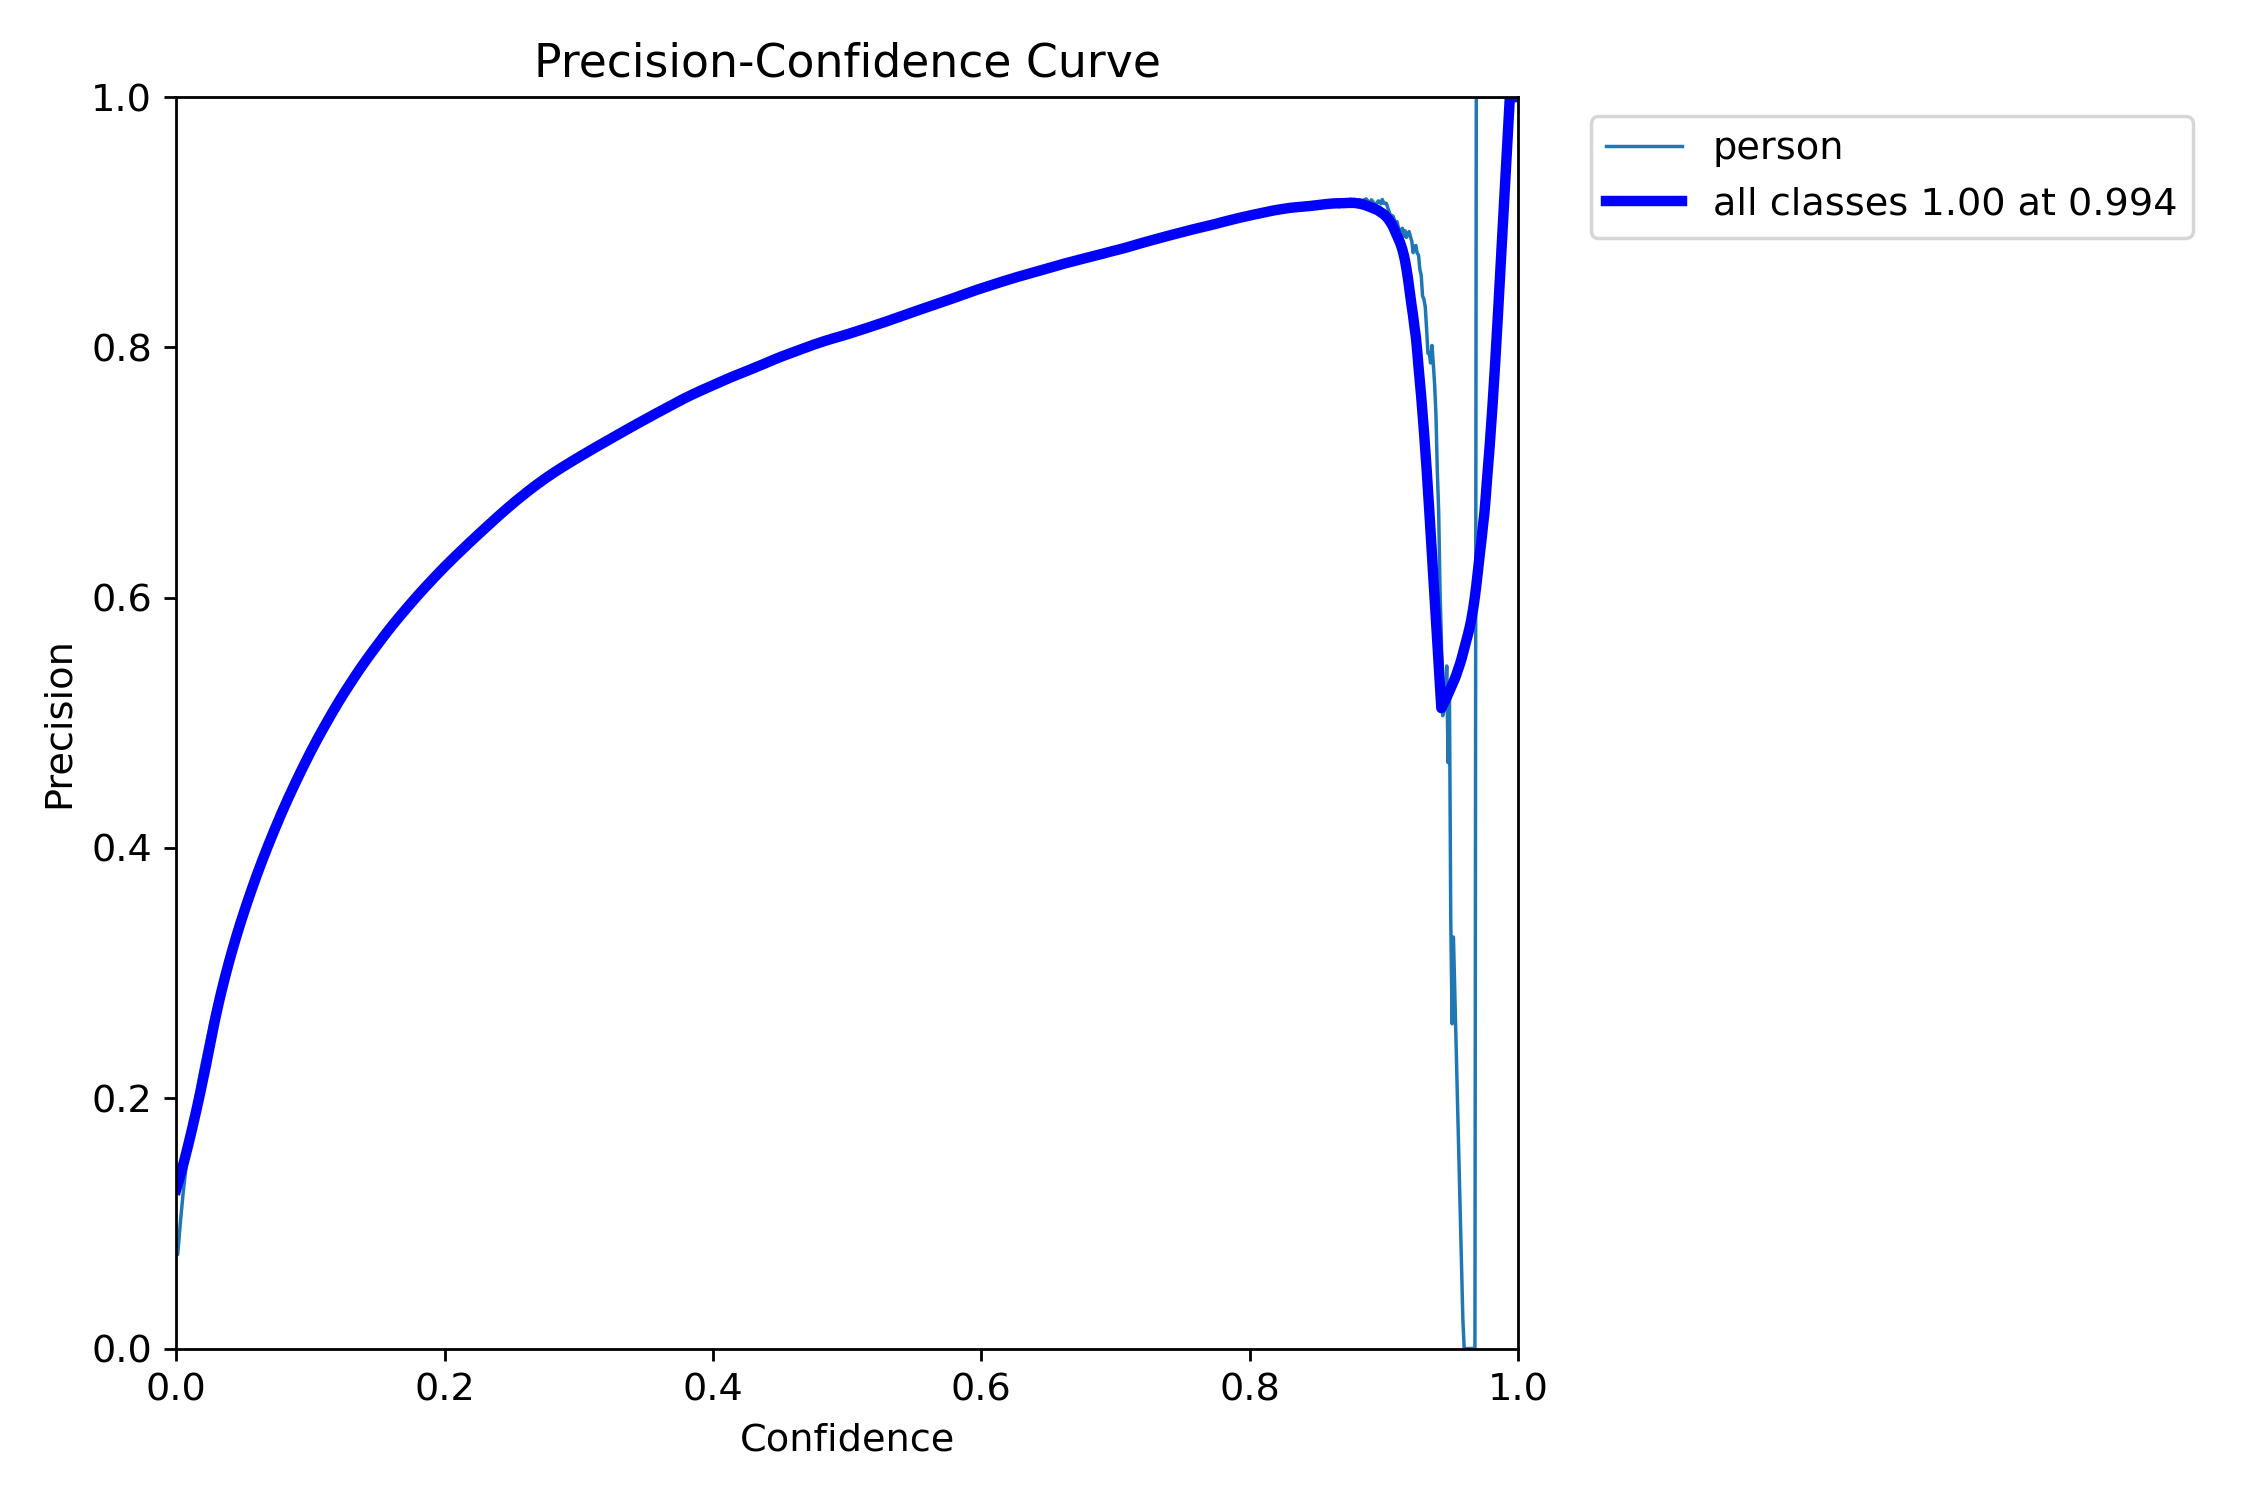 Precision-Confidence Curve
1.0
0.8
0.6
0.4
0.2
0.0
Precision
0.0 0.2 0.4 0.6 0.8 1.0
Confidence
person
all classes 1.00 at 0.994